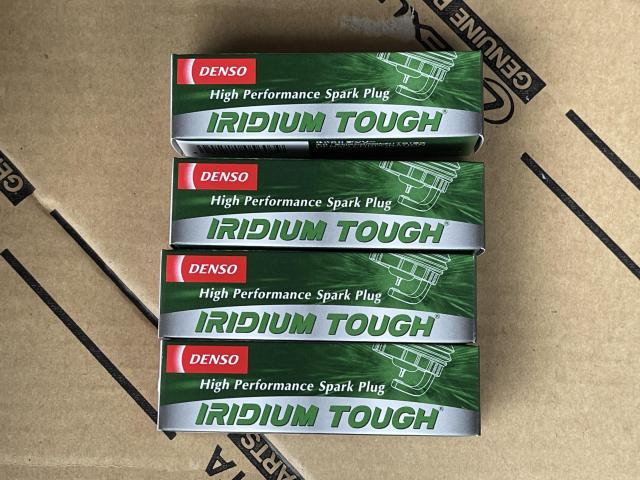 GENUINE
DENSO
High Performance Spark Plug
IRIDIUM TOUGH®
DENSO
High Performance Spark Plug
IRIDIUM TOUGH®
DENSO
High Performance Spark Plug
IRIDIUM TOUGH®
DENSO
High Performance Spark Plug
IRIDIUM TOUGH®
PARTS